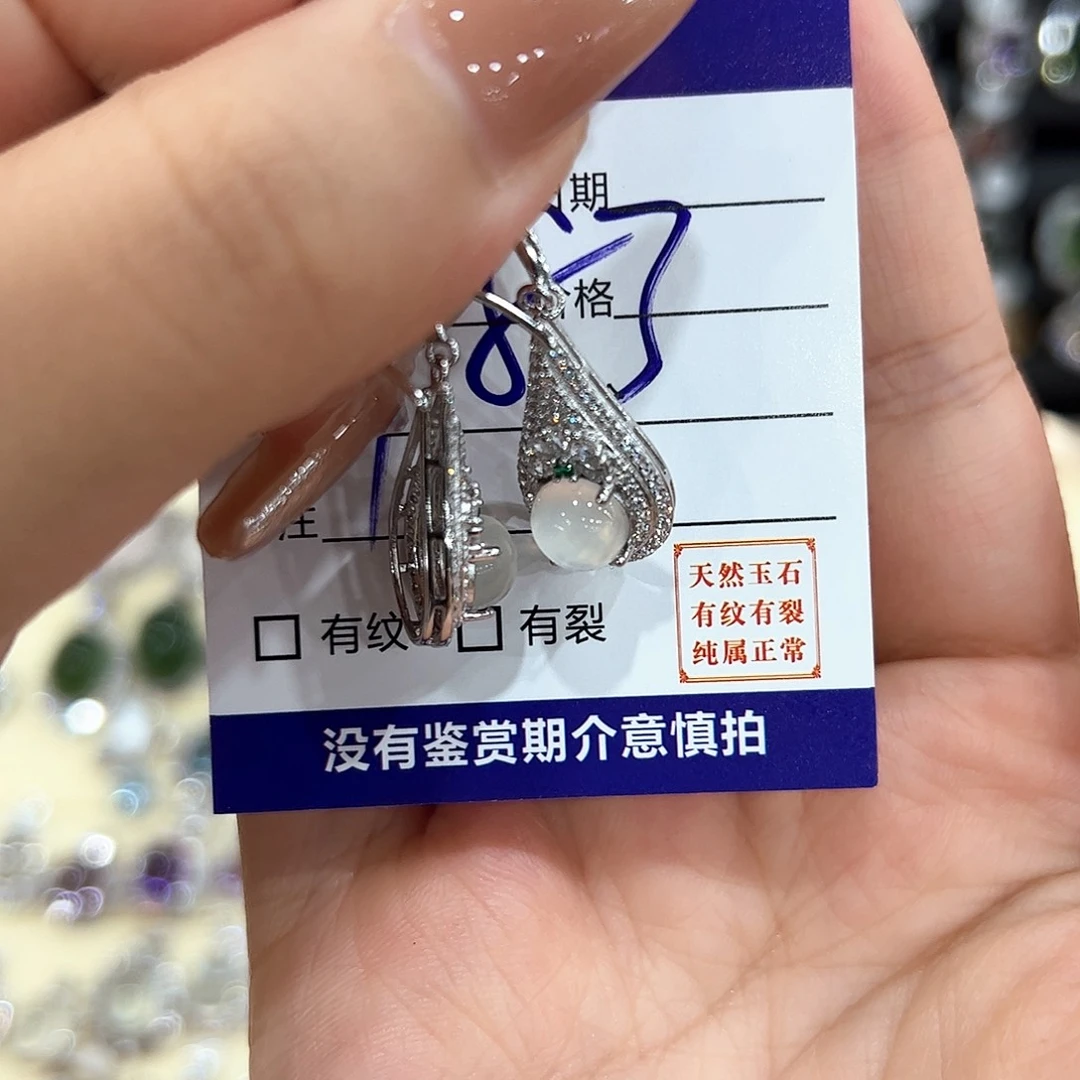 期
格
注
有纹 有裂
天然玉石
有纹有裂
纯属正常
没有鉴赏期介意慎拍